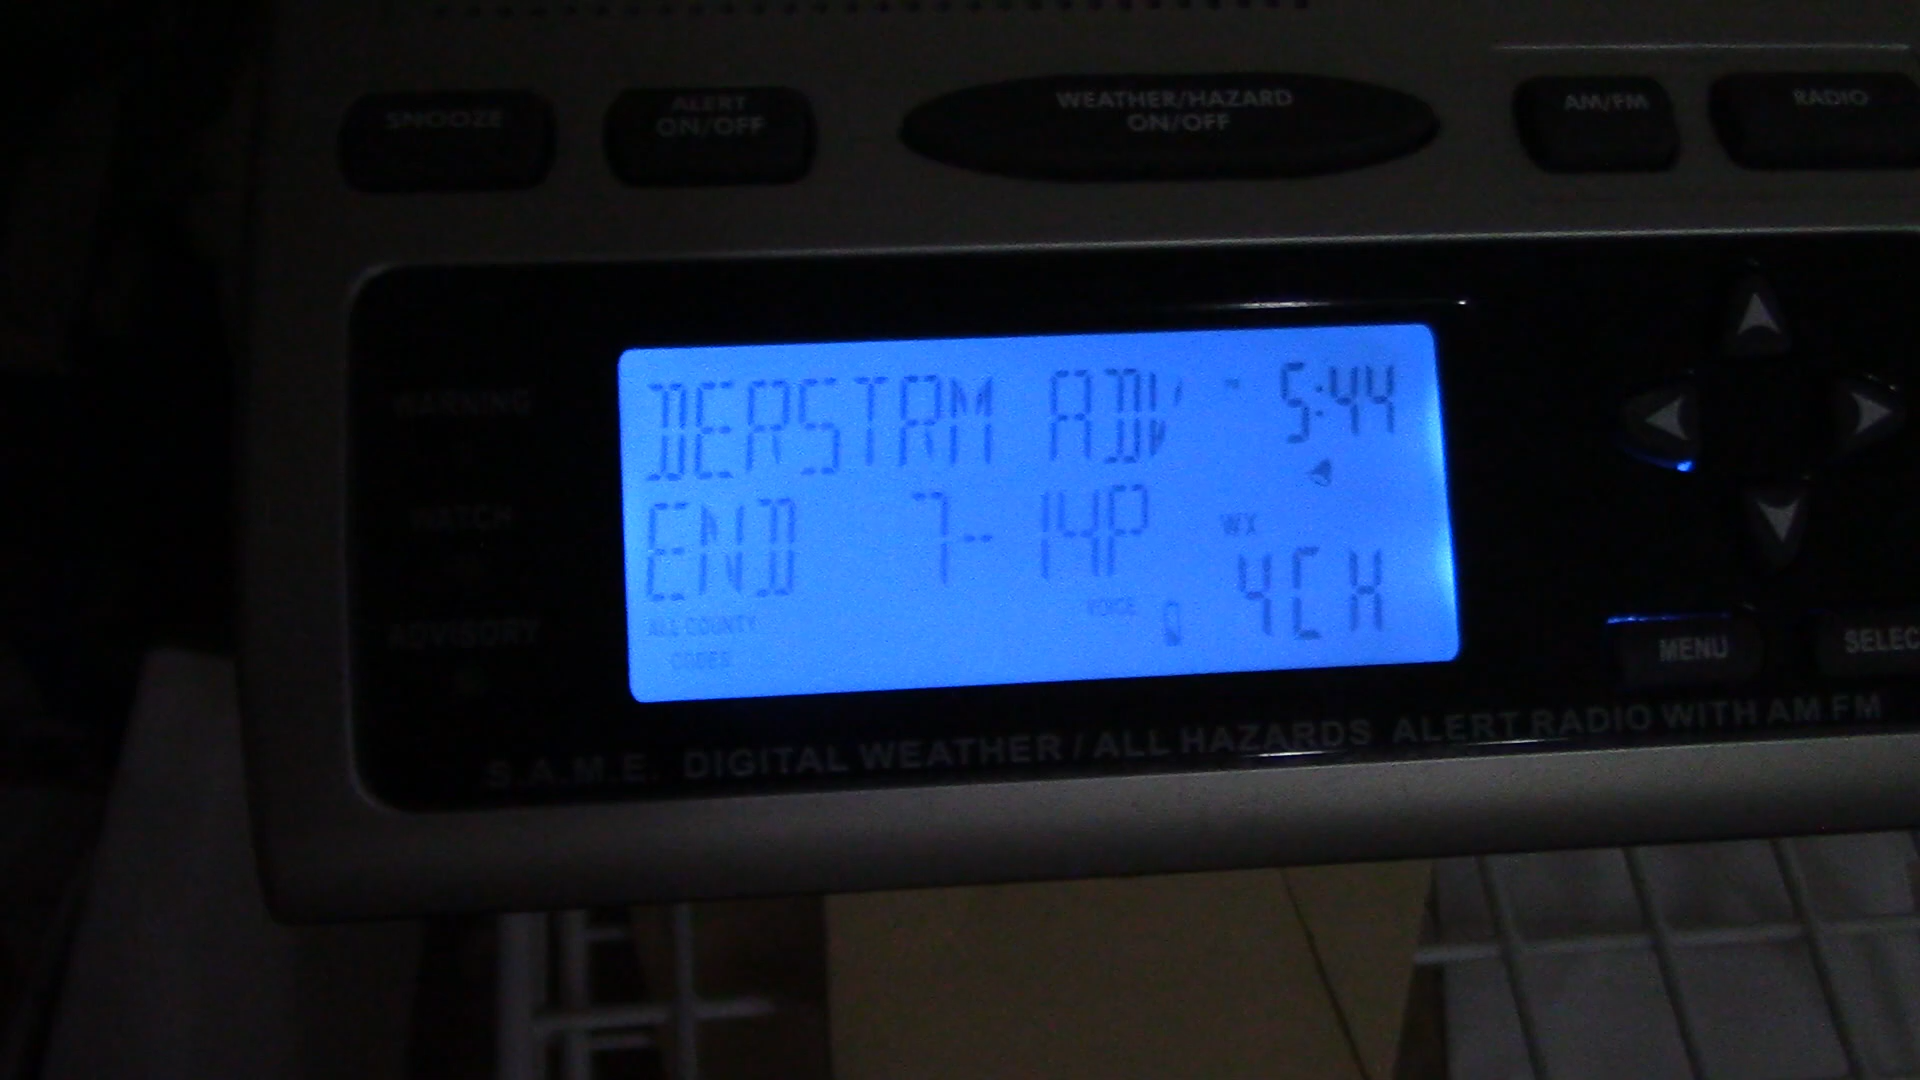 SNOOZE
ALERT
ON/OFF
WEATHER/HAZARD
ON/OFF
AM/FM
RADIO
WARNING
WATCH
ADVISORY
DERSTRM ADV
5:44
END 7-14P
WX
4CH
ALL COUNTY
CODES
VOICE
MENU
SELEC
S.A.M.E. DIGITAL WEATHER / ALL HAZARDS ALERT RADIO WITH AM FM